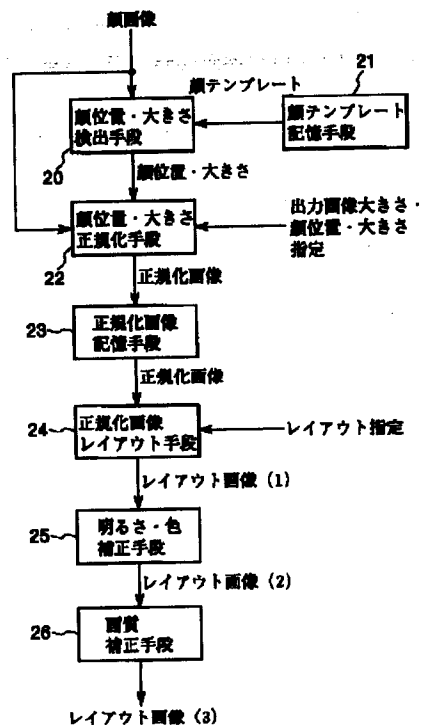 顔画像
顔テンプレート
21
顔テンプレート
記憶手段
顔位置・大きさ
検出手段
20
顔位置・大きさ
顔位置・大きさ
正規化手段
22
出力画像大きさ・
顔位置・大きさ
指定
正規化画像
23
正規化画像
記憶手段
正規化画像
24
正規化画像
レイアウト手段
レイアウト指定
レイアウト画像（1）
25
明るさ・色
補正手段
レイアウト画像（2）
26
画質
補正手段
レイアウト画像（3）